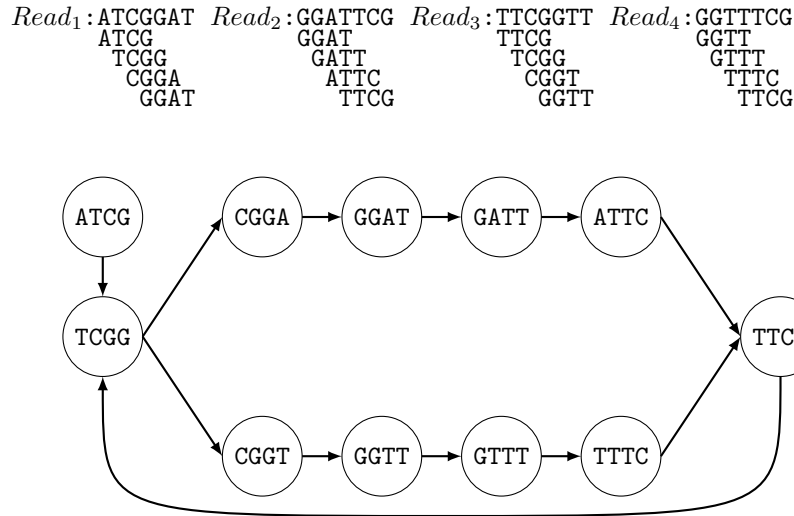 Read1:ATCGGAT Read2:GGATTCG Read3:TTCGGTT Read4:GGTTTCG
ATCG GGAT TTCG GGTT
TCGG GATT TCGG GTTT
CGGA ATTC CGGT TTTC
GGAT TTCG GGTT TTCG
ATCG CGGA GGAT GATT ATTC
TCGG TTC
CGGT GGTT GTTT TTTC